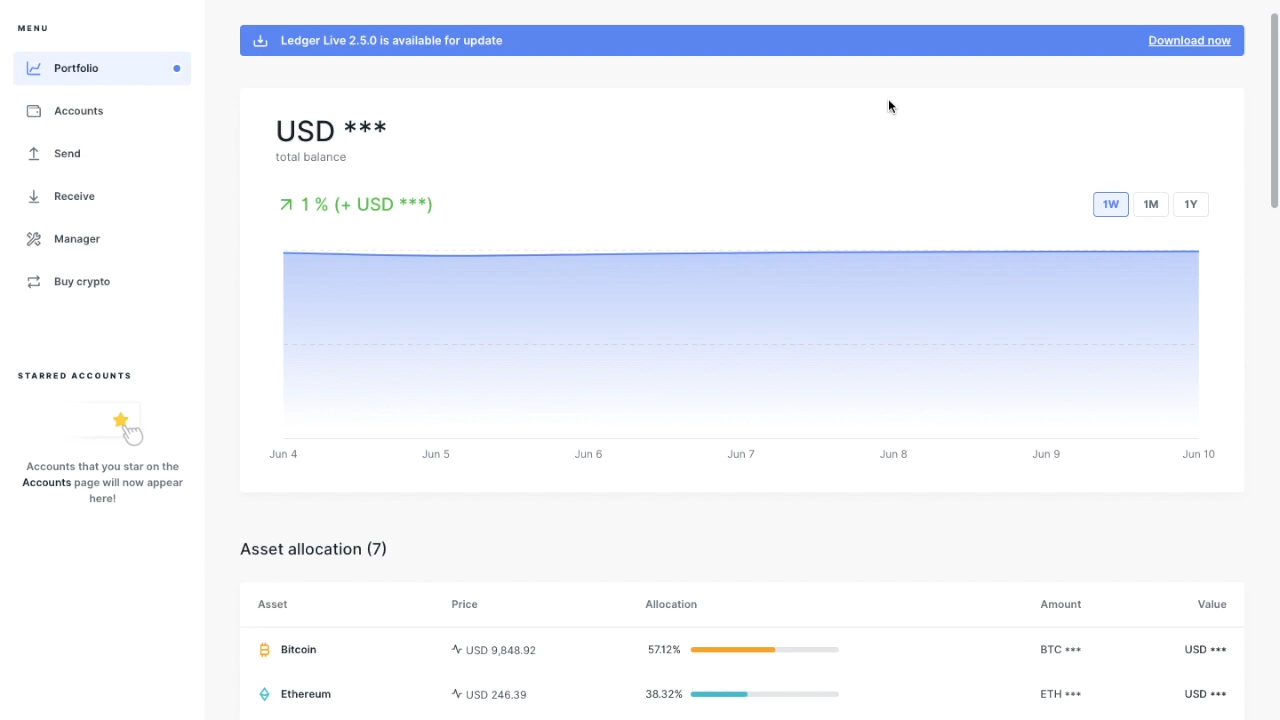 MENU
Portfolio
Accounts
Send
Receive
Manager
Buy crypto
STARRED ACCOUNTS
Accounts that you star on the
Accounts page will now appear
here!
Ledger Live 2.5.0 is available for update
Download now
USD ***
total balance
1 % (+ USD ***)
1W 1M 1Y
Jun 4 Jun 5 Jun 6 Jun 7 Jun 8 Jun 9 Jun 10
Asset allocation (7)
Asset Price Allocation Amount Value
Bitcoin USD 9,848.92 57.12% BTC *** USD ***
Ethereum USD 246.39 38.32% ETH *** USD ***